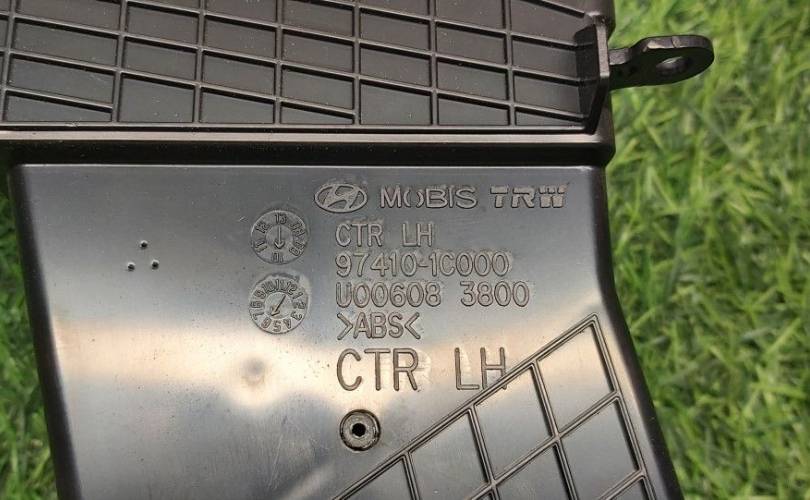 MOBIS TRW
CTR LH
97410-1C000
U00608 3800
>ABS<
CTR LH